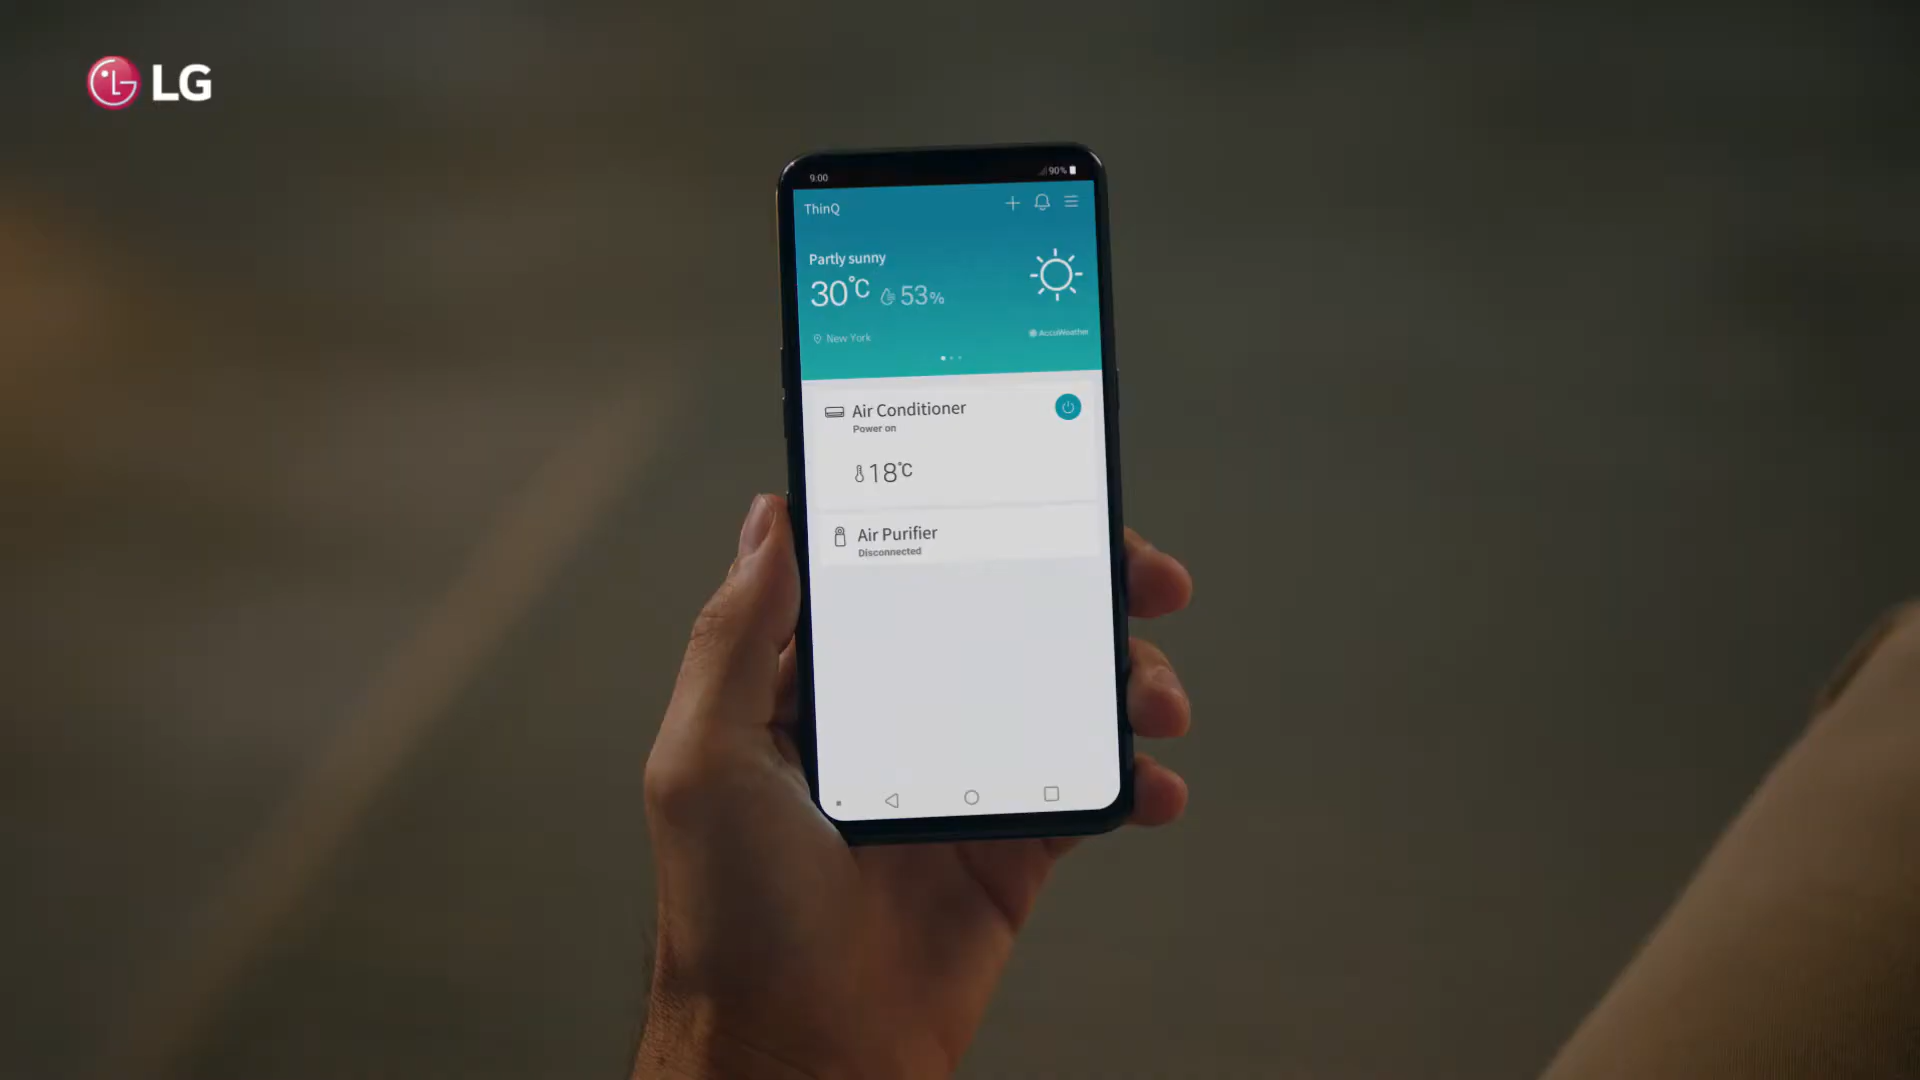 LG
9:00
90%
ThinQ
Partly sunny
30°C 53%
New York
AccuWeather
Air Conditioner
Power on
18°C
Air Purifier
Disconnected